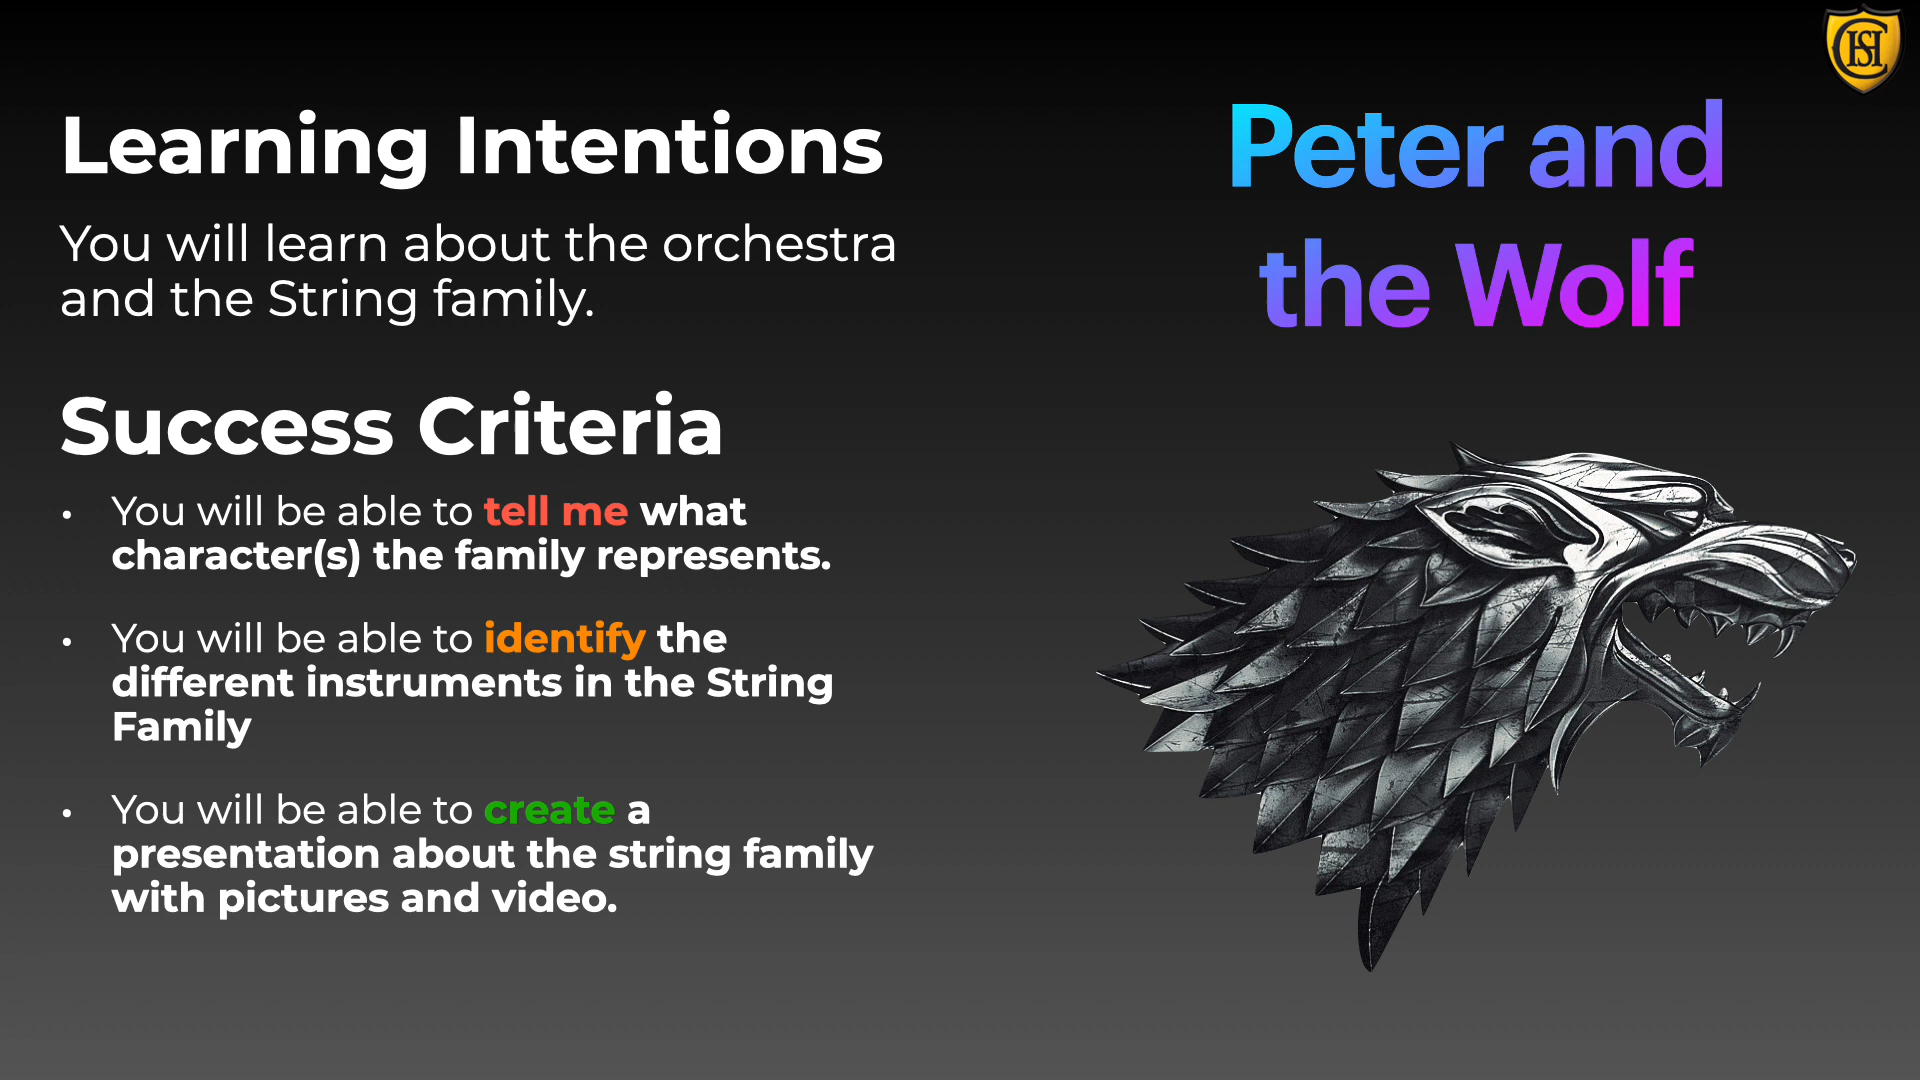 Learning Intentions
You will learn about the orchestra
and the String family.
Success Criteria
• You will be able to tell me what
character(s) the family represents.
• You will be able to identify the
different instruments in the String
Family
• You will be able to create a
presentation about the string family
with pictures and video.
Peter and
the Wolf